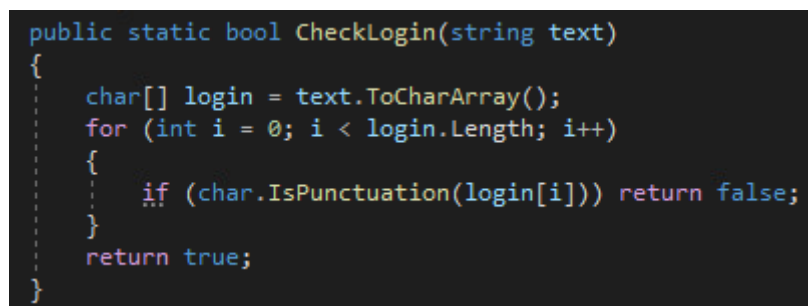 public static bool CheckLogin(string text)
{
char[] login = text.ToCharArray();
for (int i = 0; i < login.Length; i++)
{
if (char.IsPunctuation(login[i])) return false;
}
return true;
}